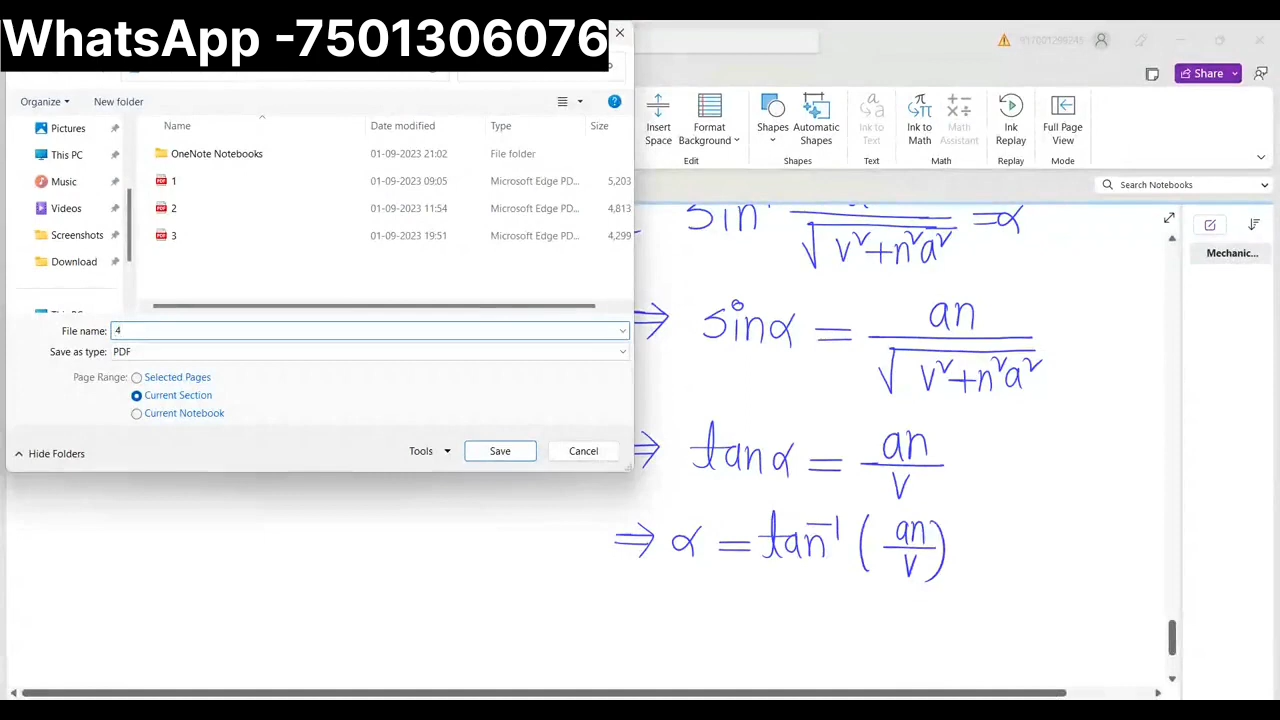 WhatsApp -7501306076
Share
Organize
New folder
Name
Date modified
Type
Size
Pictures
This PC
Music
Videos
Screenshots
Download
OneNote Notebooks 01-09-2023 21:02 File folder
1 01-09-2023 09:05 Microsoft Edge PD... 5,203
2 01-09-2023 11:54 Microsoft Edge PD... 4,813
3 01-09-2023 19:51 Microsoft Edge PD... 4,299
File name: 4
Save as type: PDF
Page Range: Selected Pages
Current Section
Current Notebook
Hide Folders
Tools
Save
Cancel
Insert Space
Format Background
Edit
Shapes
Automatic Shapes
Shapes
Ink to Text
Text
Ink to Math
Math Assistant
Math
Ink Replay
Replay
Full Page View
Mode
Search Notebooks
Mechanic...
√(v²+n²a²) =α
⇒ sinα = an / √(v²+n²a²)
⇒ tanα = an / v
⇒ α = tan⁻¹ (an / v)